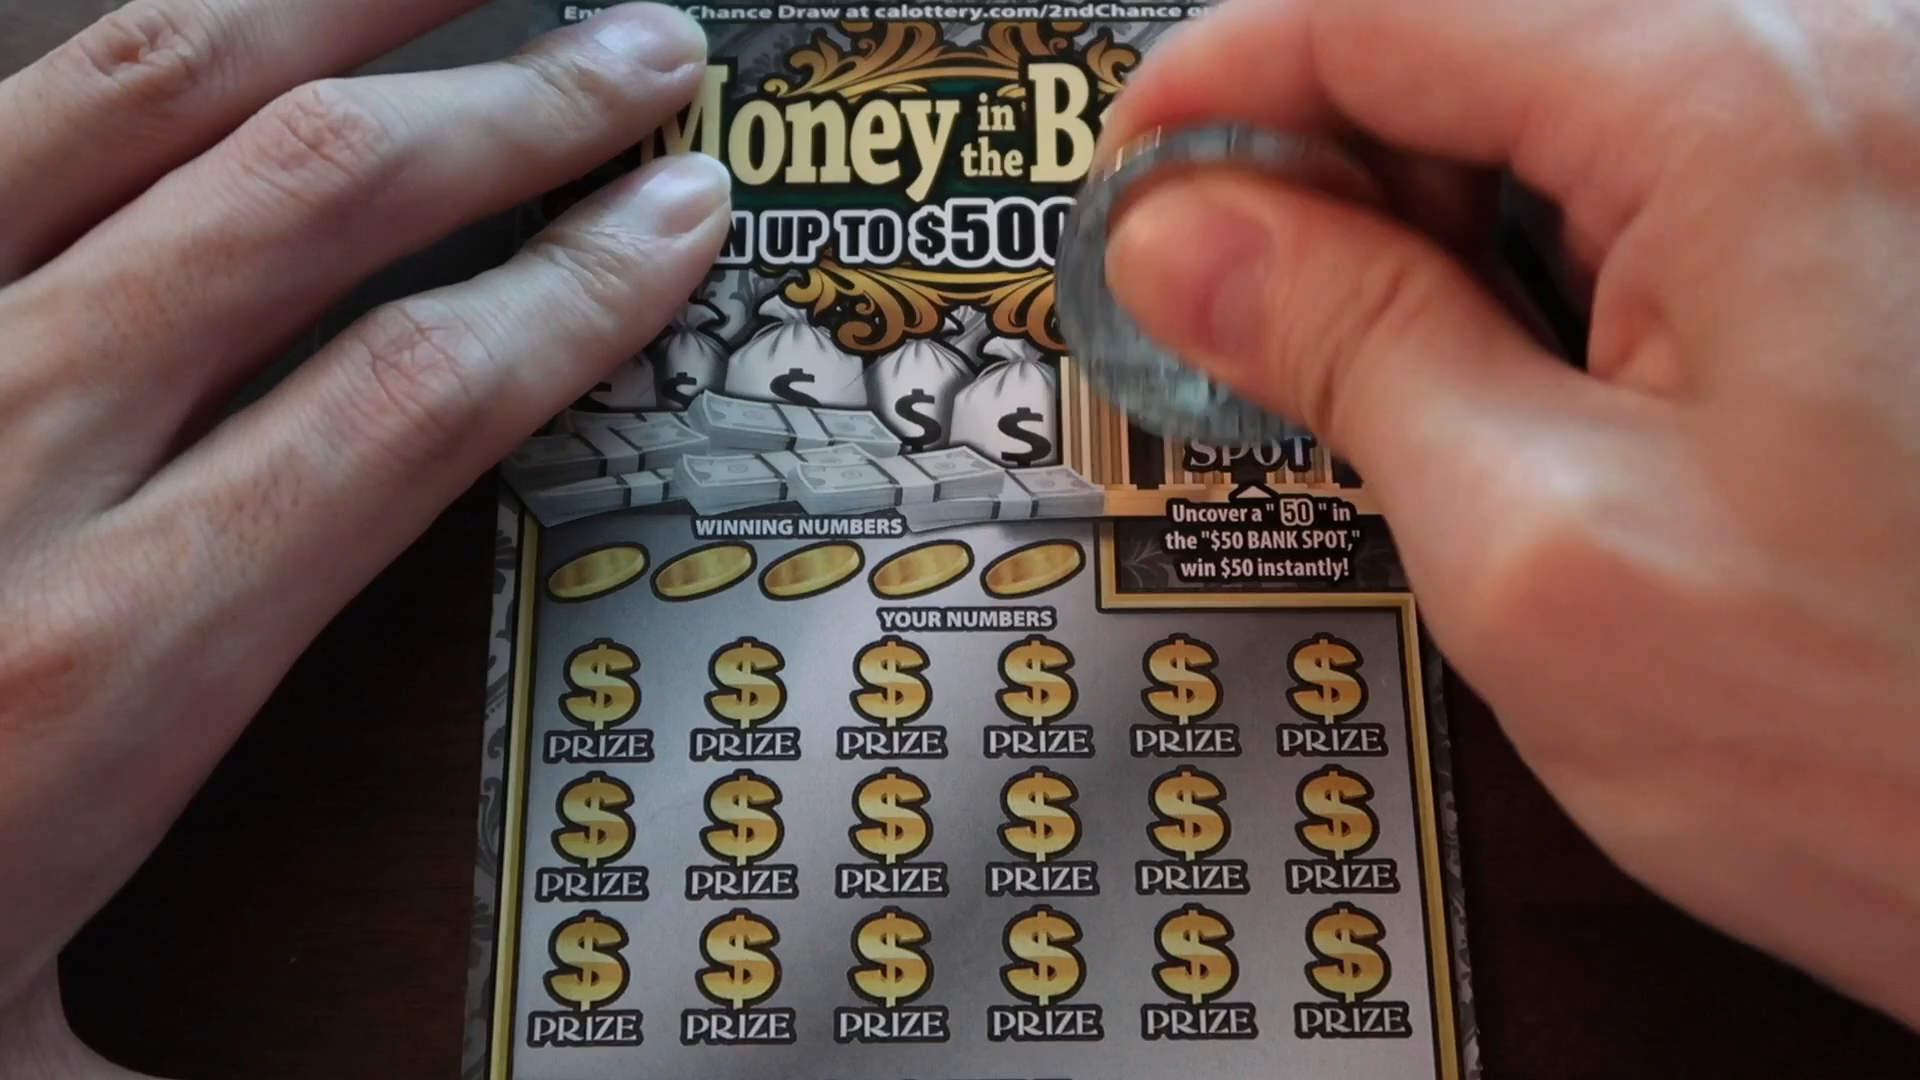 Chance Draw at calottery.com/2ndChance
Money in the
UP TO $500
SPOT
Uncover a " 50 " in
the "$50 BANK SPOT,"
win $50 instantly!
WINNING NUMBERS
YOUR NUMBERS
$ $ $ $ $ $
PRIZE PRIZE PRIZE PRIZE PRIZE PRIZE
$ $ $ $ $ $
PRIZE PRIZE PRIZE PRIZE PRIZE PRIZE
$ $ $ $ $ $
PRIZE PRIZE PRIZE PRIZE PRIZE PRIZE